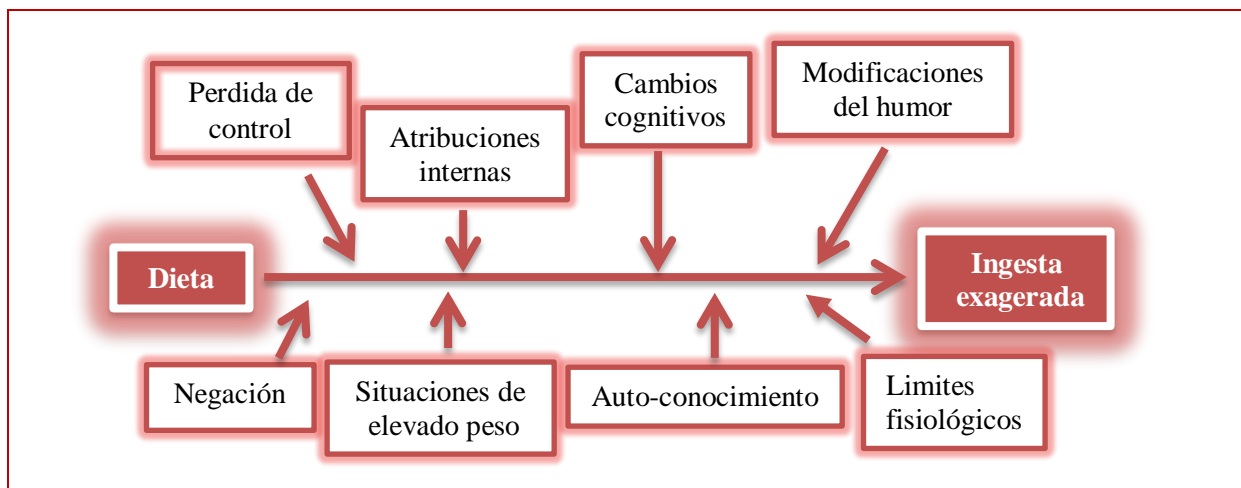 Perdida de
control
Atribuciones
internas
Cambios
cognitivos
Modificaciones
del humor
Dieta
Ingesta
exagerada
Negación
Situaciones de
elevado peso
Auto-conocimiento
Limites
fisiológicos